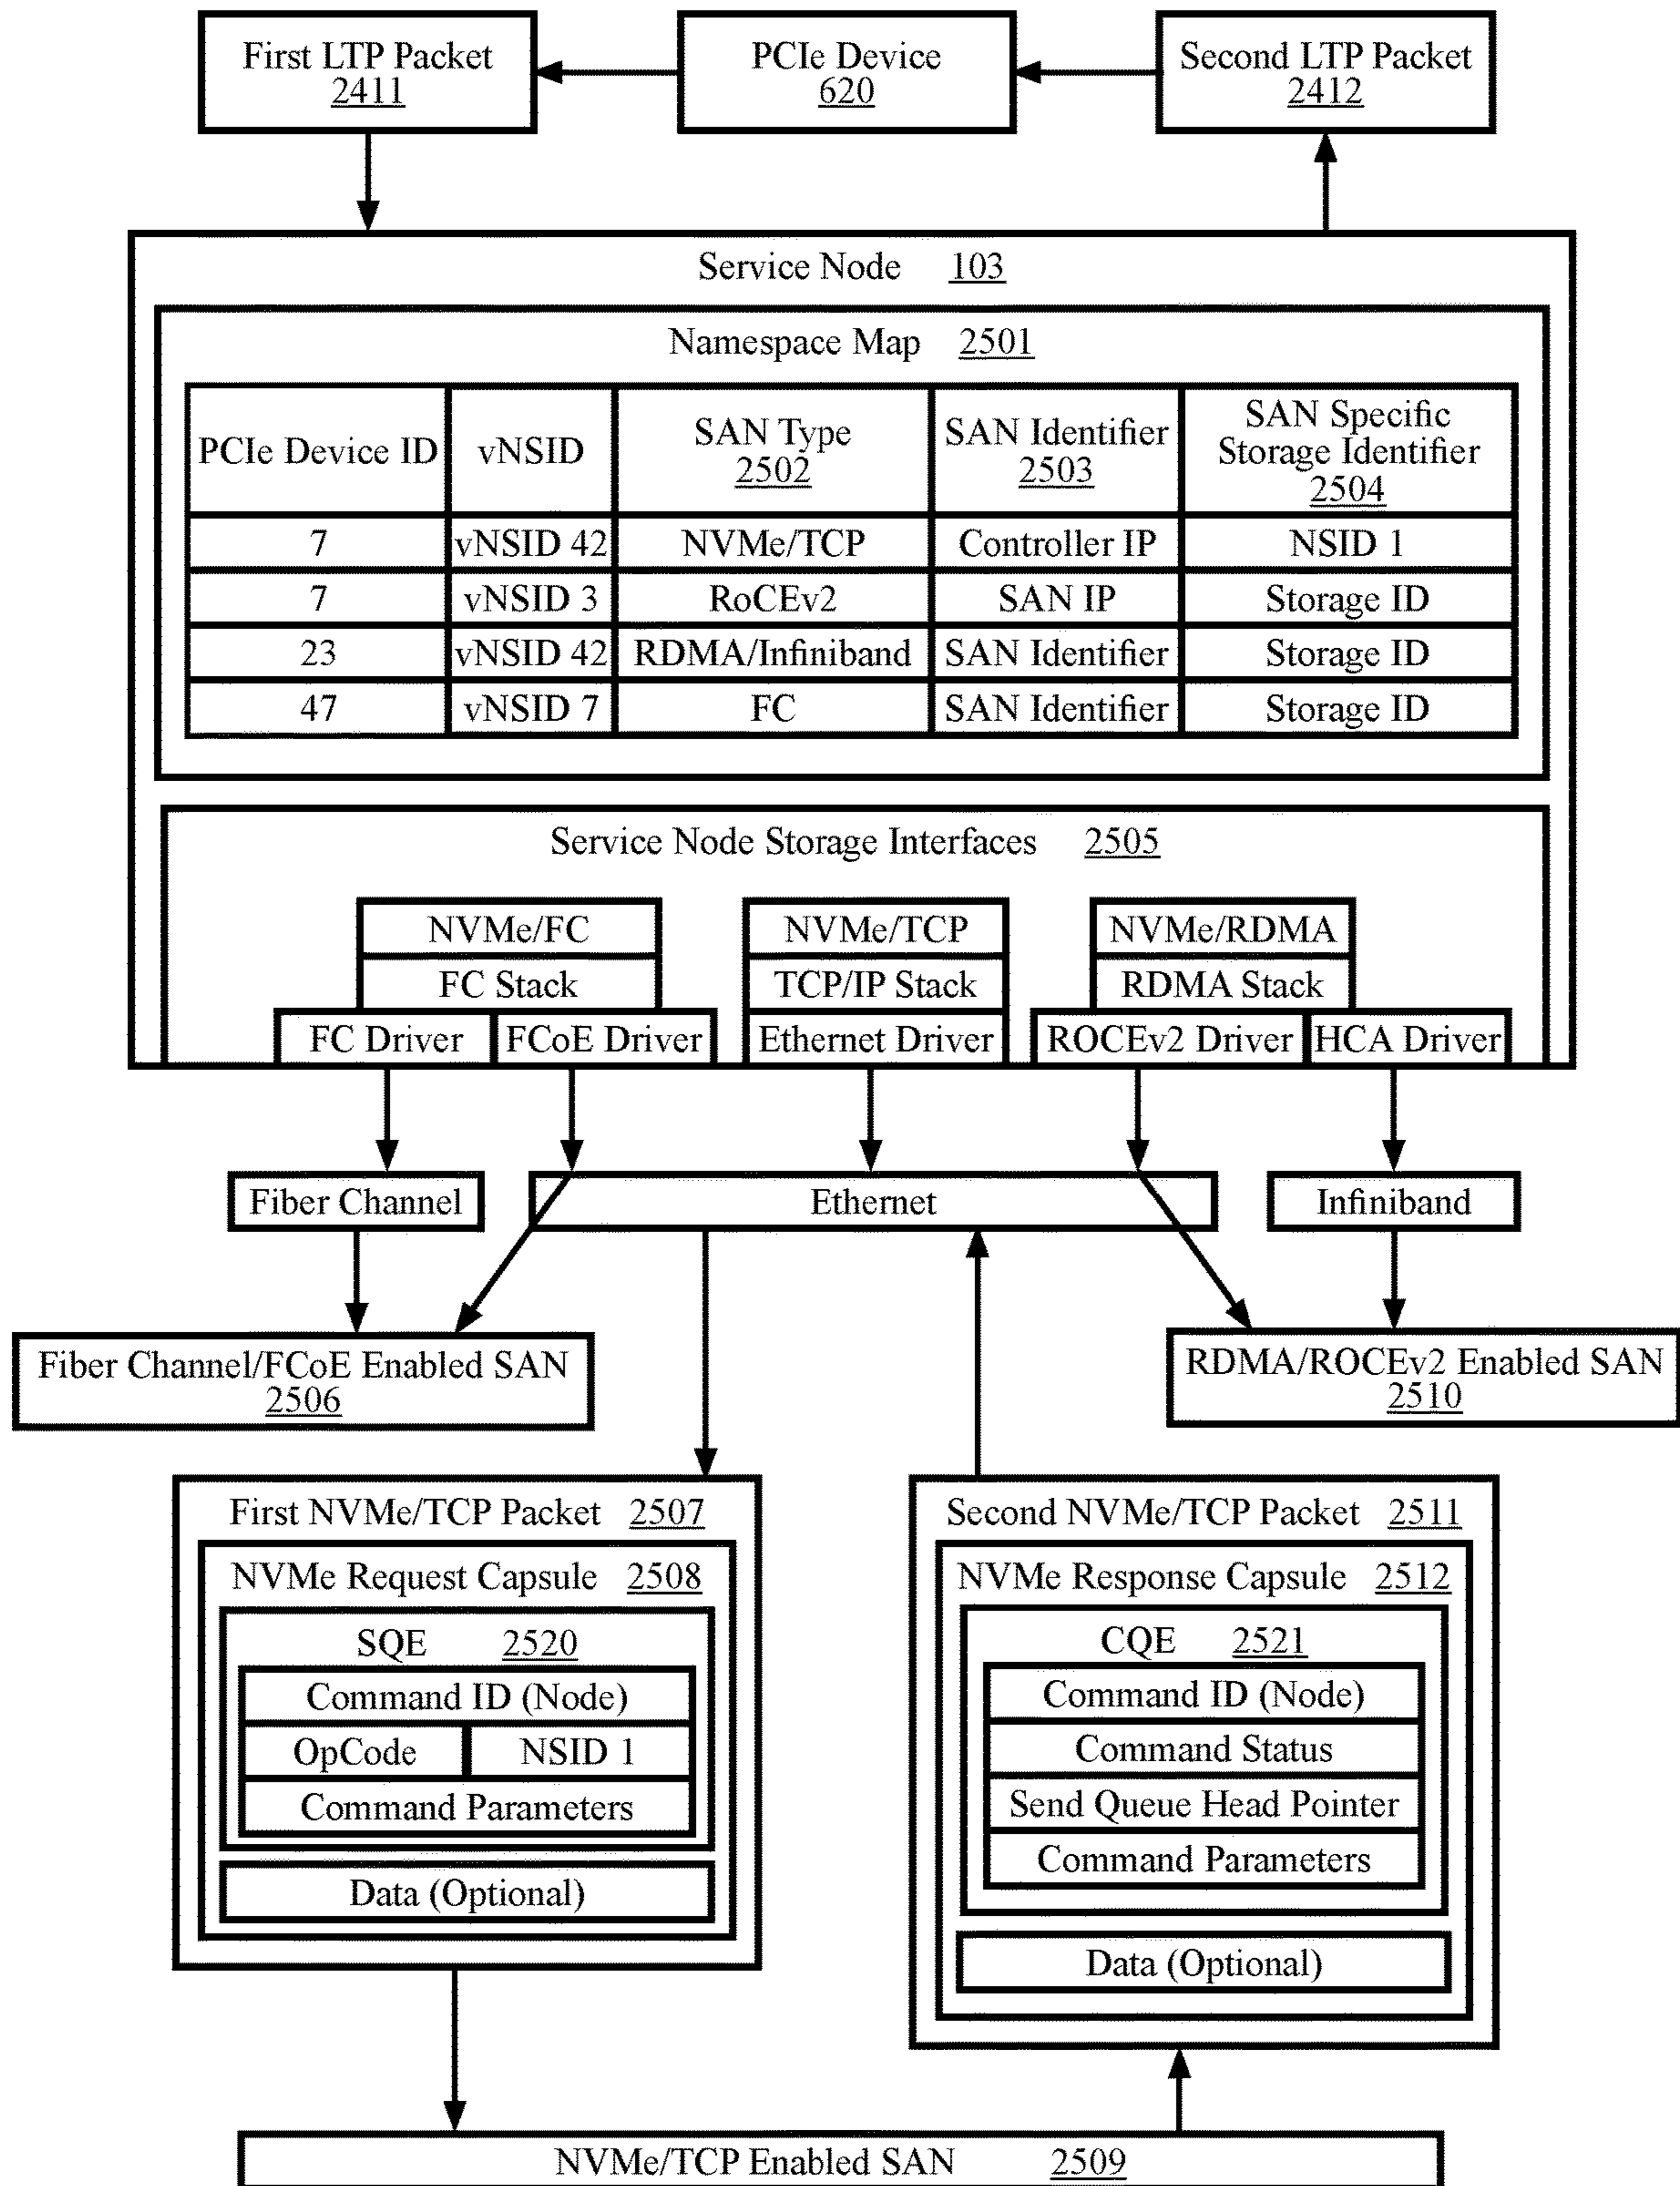 First LTP Packet
2411
PCIe Device
620
Second LTP Packet
2412
Service Node 103
Namespace Map 2501
PCIe Device ID
vNSID
SAN Type
2502
SAN Identifier
2503
SAN Specific
Storage Identifier
2504
7 vNSID 42 NVMe/TCP Controller IP NSID 1
7 vNSID 3 RoCEv2 SAN IP Storage ID
23 vNSID 42 RDMA/Infiniband SAN Identifier Storage ID
47 vNSID 7 FC SAN Identifier Storage ID
Service Node Storage Interfaces 2505
NVMe/FC NVMe/TCP NVMe/RDMA
FC Stack TCP/IP Stack RDMA Stack
FC Driver FCoE Driver Ethernet Driver ROCEv2 Driver HCA Driver
Fiber Channel Ethernet Infiniband
Fiber Channel/FCoE Enabled SAN
2506
RDMA/ROCEv2 Enabled SAN
2510
First NVMe/TCP Packet 2507
NVMe Request Capsule 2508
SQE 2520
Command ID (Node)
OpCode NSID 1
Command Parameters
Data (Optional)
Second NVMe/TCP Packet 2511
NVMe Response Capsule 2512
CQE 2521
Command ID (Node)
Command Status
Send Queue Head Pointer
Command Parameters
Data (Optional)
NVMe/TCP Enabled SAN 2509